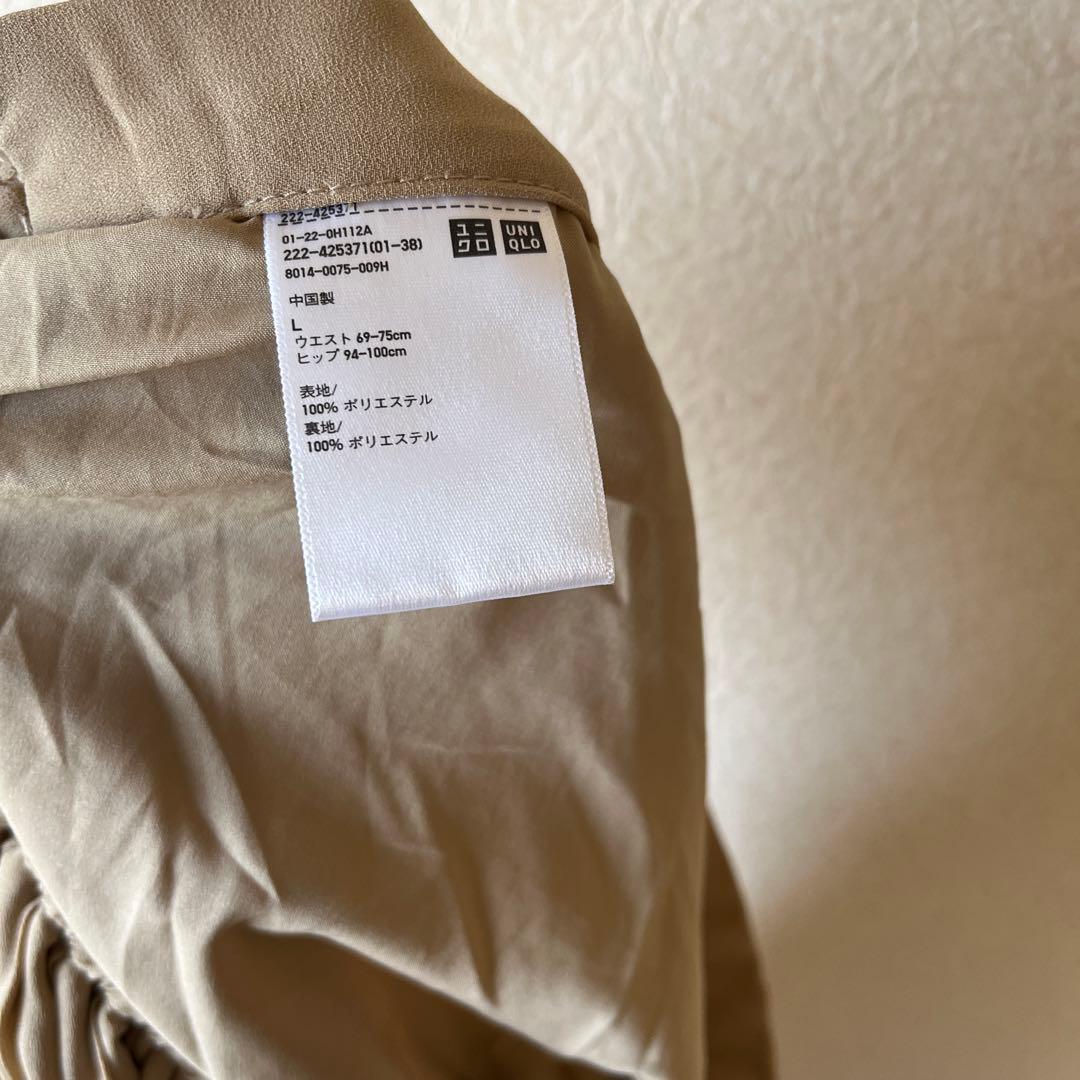 222-425371
01-22-0H112A
222-425371(01-38)
8014-0075-009H
ユニ
クロ
UNI
QLO
中国製
L
ウエスト 69-75cm
ヒップ 94-100cm
表地/
100% ポリエステル
裏地/
100% ポリエステル